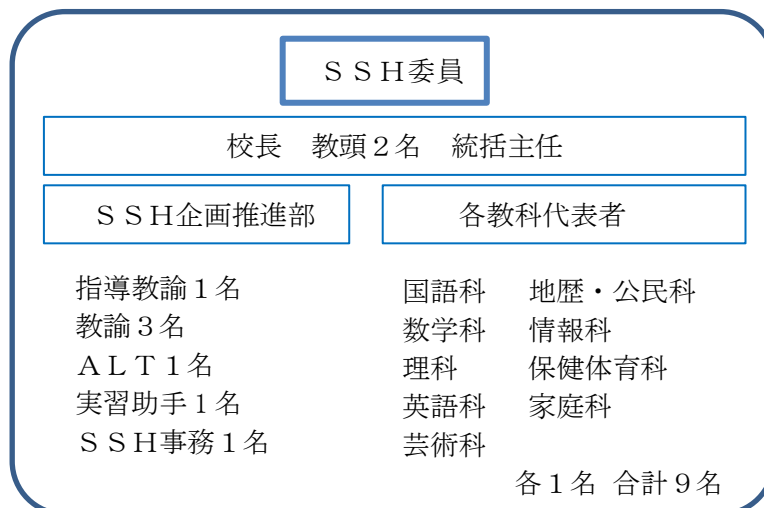 ＳＳＨ委員
校長　教頭２名　統括主任
ＳＳＨ企画推進部
指導教諭１名
教諭３名
ＡＬＴ１名
実習助手１名
ＳＳＨ事務１名
各教科代表者
国語科　地歴・公民科
数学科　情報科
理科　保健体育科
英語科　家庭科
芸術科
各１名 合計９名